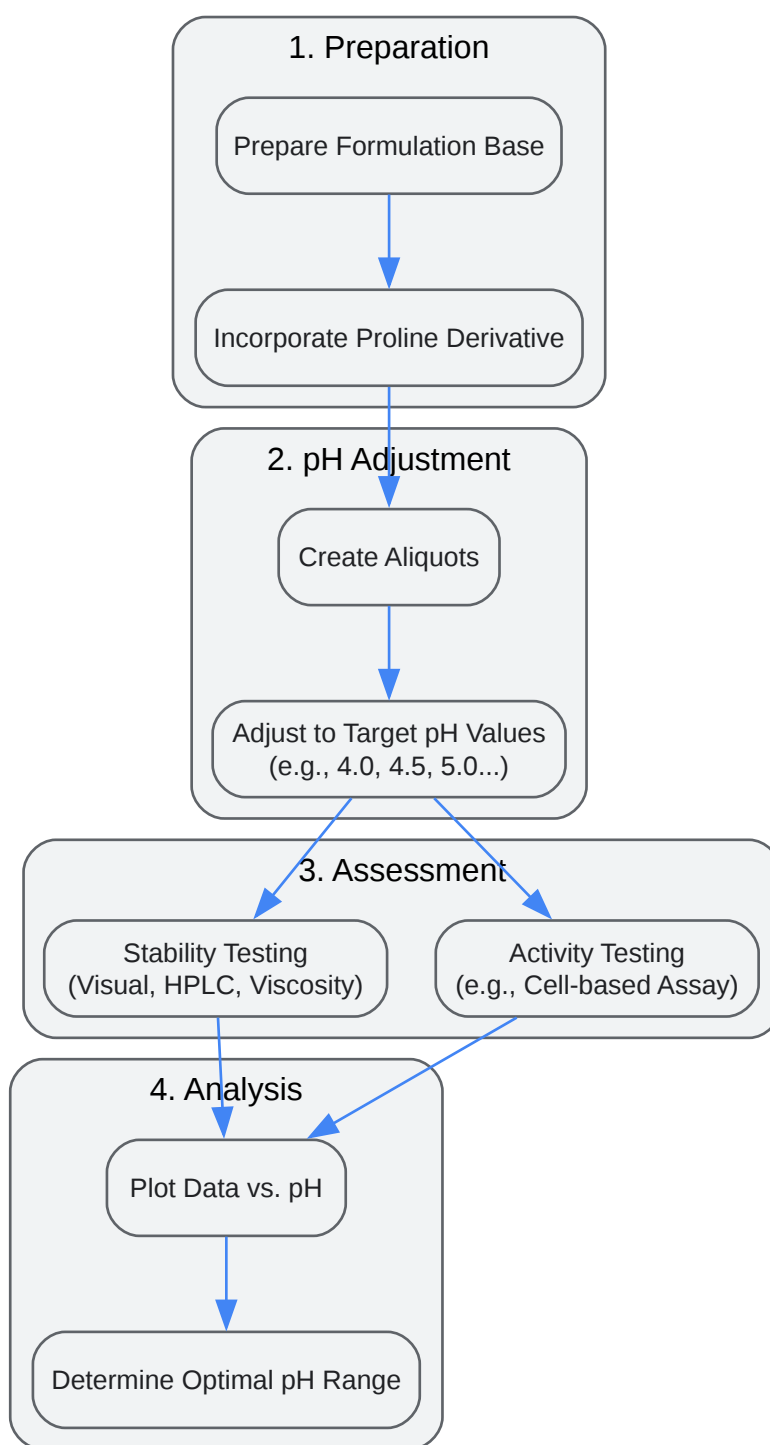 1. Preparation
Prepare Formulation Base
Incorporate Proline Derivative
2. pH Adjustment
Create Aliquots
Adjust to Target pH Values
(e.g., 4.0, 4.5, 5.0...)
3. Assessment
Stability Testing
(Visual, HPLC, Viscosity)
Activity Testing
(e.g., Cell-based Assay)
4. Analysis
Plot Data vs. pH
Determine Optimal pH Range